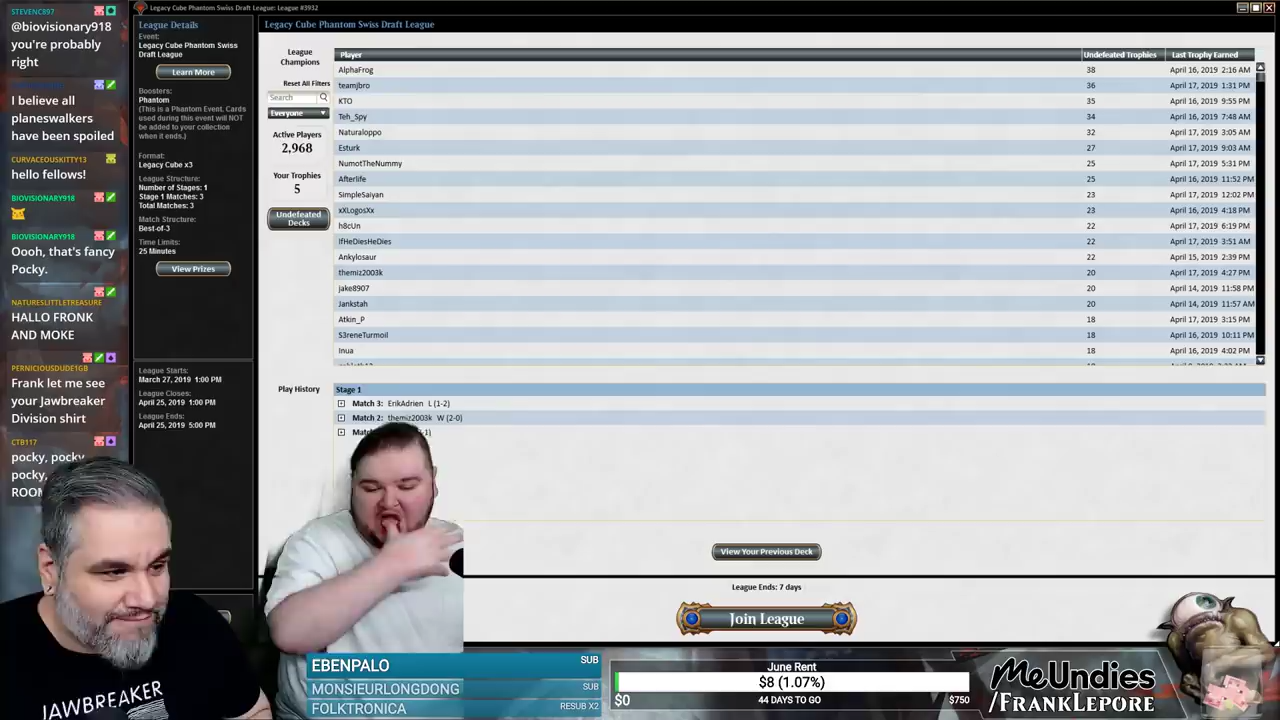 STEVENC897
@biovisionary918
you're probably
right
I believe all
planeswalkers
have been spoiled
CURVACEOUSKITTY13
hello fellows!
BIOVISIONARY918
BIOVISIONARY918
Oooh, that's fancy
Pocky.
NATURESLITTLETREASURE
HALLO FRONK
AND MOKE
PERNICIOUSDUDE1GB
Frank let me see
your Jawbreaker
Division shirt
CTB117
pocky, pocky
pocky,
ROOM
JAWBREAKER
Legacy Cube Phantom Swiss Draft League: League #3932
League Details
Event:
Legacy Cube Phantom Swiss
Draft League
Learn More
Boosters:
Phantom
(This is a Phantom Event. Cards
used during this event will NOT
be added to your collection
when it ends.)
Format:
Legacy Cube x3
League Structure:
Number of Stages: 1
Stage 1 Matches: 3
Total Matches: 3
Match Structure:
Best-of-3
Time Limits:
25 Minutes
View Prizes
League Starts:
March 27, 2019 1:00 PM
League Closes:
April 25, 2019 1:00 PM
League Ends:
April 25, 2019 5:00 PM
Legacy Cube Phantom Swiss Draft League
League
Champions
Reset All Filters
Search
Everyone
Active Players
2,968
Your Trophies
5
Undefeated
Decks
Player Undefeated Trophies Last Trophy Earned
AlphaFrog 38 April 16, 2019 2:16 AM
teamjbro 36 April 17, 2019 1:31 PM
KTO 35 April 16, 2019 9:55 PM
Teh_Spy 34 April 16, 2019 7:48 AM
Naturaloppo 32 April 17, 2019 3:05 AM
Esturk 27 April 17, 2019 9:03 AM
NumotTheNummy 25 April 17, 2019 5:31 PM
Afterlife 25 April 16, 2019 11:52 PM
SimpleSaiyan 23 April 17, 2019 12:02 PM
xXLogosXx 23 April 16, 2019 4:18 PM
h8cUn 22 April 17, 2019 6:19 PM
IfHeDiesHeDies 22 April 17, 2019 3:51 AM
Ankylosaur 22 April 15, 2019 2:39 PM
themiz2003k 20 April 17, 2019 4:27 PM
jake8907 20 April 14, 2019 11:58 PM
Jankstah 20 April 14, 2019 11:57 AM
Atkin_P 18 April 17, 2019 3:15 PM
S3reneTurmoil 18 April 16, 2019 10:11 PM
Inua 18 April 16, 2019 4:02 PM
Play History
Stage 1
Match 3: ErikAdrien L (1-2)
Match 2: themiz2003k W (2-0)
View Your Previous Deck
League Ends: 7 days
Join League
EBENPALO SUB
MONSIEURLONGDONG SUB
FOLKTRONICA RESUB X2
June Rent
$8 (1.07%)
$0 44 DAYS TO GO $750
MeUndies
/FRANKLEPORE